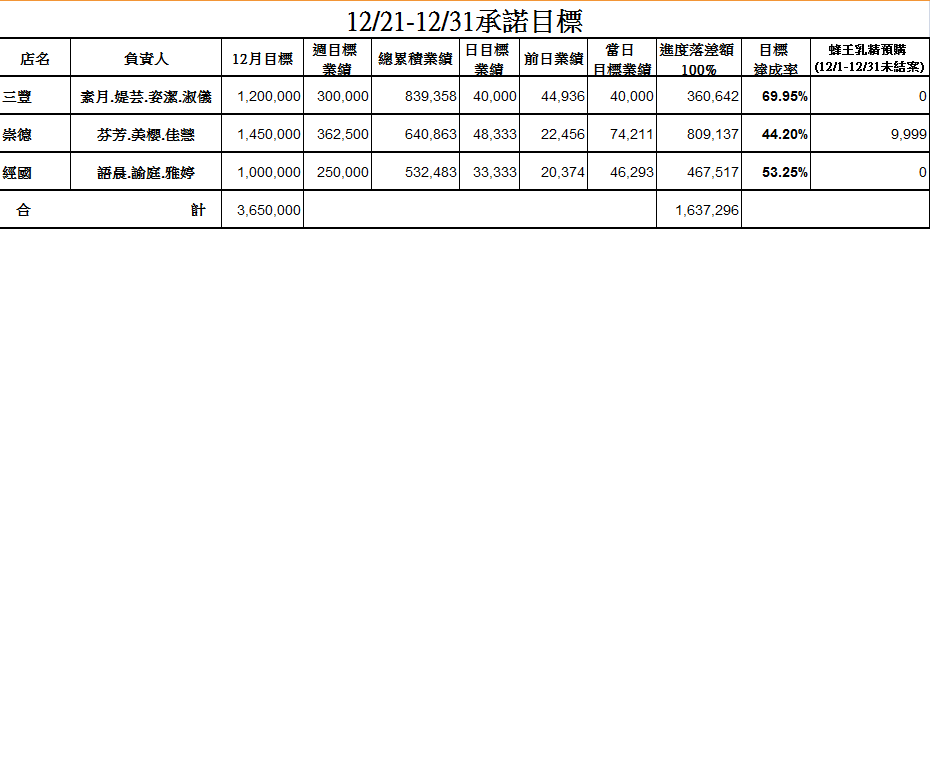 12/21-12/31承諾目標
店名 負責人 12月目標 週目標業績 總累積業績 日目標業績 前日業績 當日目標業績 進度落差額100% 目標達成率 蜂王乳精預購(12/1-12/31未結案)
三豐 素月.媞芸.姿潔.淑儀 1,200,000 300,000 839,358 40,000 44,936 40,000 360,642 69.95% 0
崇德 芬芳.美櫻.佳慧 1,450,000 362,500 640,863 48,333 22,456 74,211 809,137 44.20% 9,999
經國 語晨.諭庭.雅婷 1,000,000 250,000 532,483 33,333 20,374 46,293 467,517 53.25% 0
合計 3,650,000 1,637,296